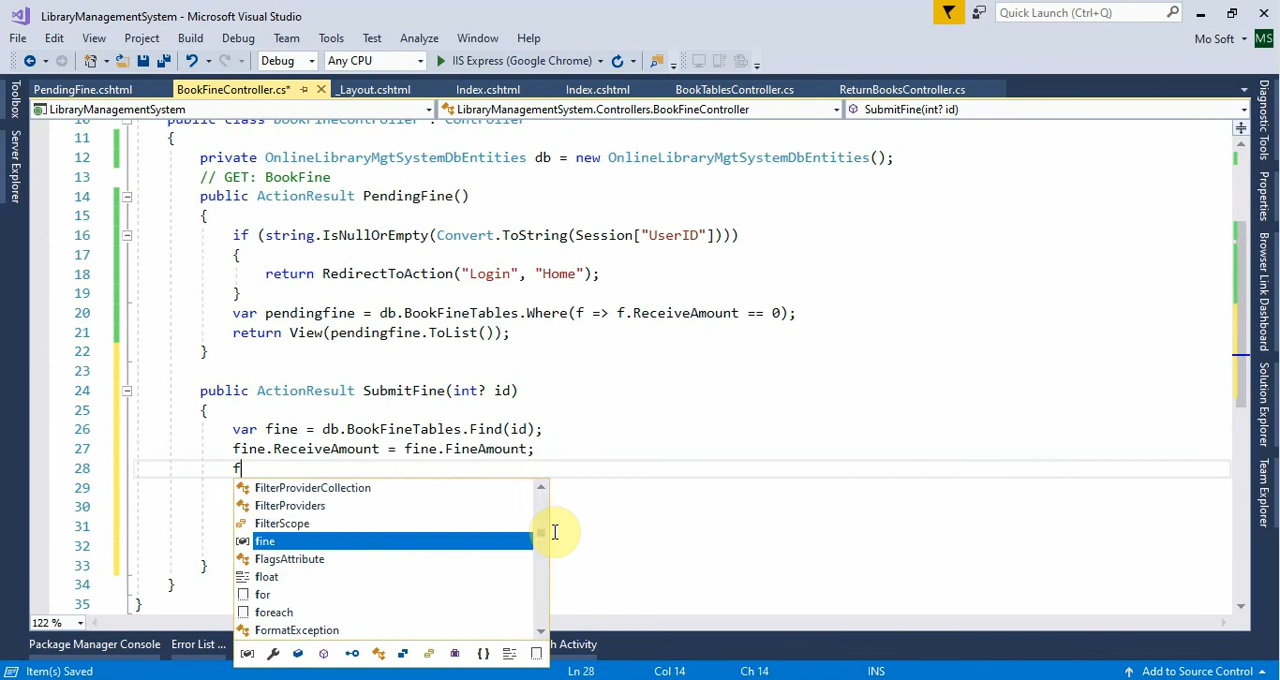 LibraryManagementSystem - Microsoft Visual Studio
Quick Launch (Ctrl+Q)
File Edit View Project Build Debug Team Tools Test Analyze Window Help
Mo Soft MS
Debug Any CPU IIS Express (Google Chrome)
PendingFine.cshtml BookFineController.cs* _Layout.cshtml Index.cshtml Index.cshtml BookTablesController.cs ReturnBooksController.cs
LibraryManagementSystem LibraryManagementSystem.Controllers.BookFineController SubmitFine(int? id)
10 public class BookFineController : Controller
11 {
12 private OnlineLibraryMgtSystemDbEntities db = new OnlineLibraryMgtSystemDbEntities();
13 // GET: BookFine
14 public ActionResult PendingFine()
15 {
16 if (string.IsNullOrEmpty(Convert.ToString(Session["UserID"])))
17 {
18 return RedirectToAction("Login", "Home");
19 }
20 var pendingfine = db.BookFineTables.Where(f => f.ReceiveAmount == 0);
21 return View(pendingfine.ToList());
22 }
23
24 public ActionResult SubmitFine(int? id)
25 {
26 var fine = db.BookFineTables.Find(id);
27 fine.ReceiveAmount = fine.FineAmount;
28 f
29
30
31
32
33 }
34 }
35 }
FilterProviderCollection
FilterProviders
FilterScope
fine
FlagsAttribute
float
for
foreach
FormatException
Toolbox
Server Explorer
Diagnostic Tools
Properties
Browser Link Dashboard
Solution Explorer
Team Explorer
122 %
Package Manager Console Error List ... h Activity
Item(s) Saved Ln 28 Col 14 Ch 14 INS Add to Source Control